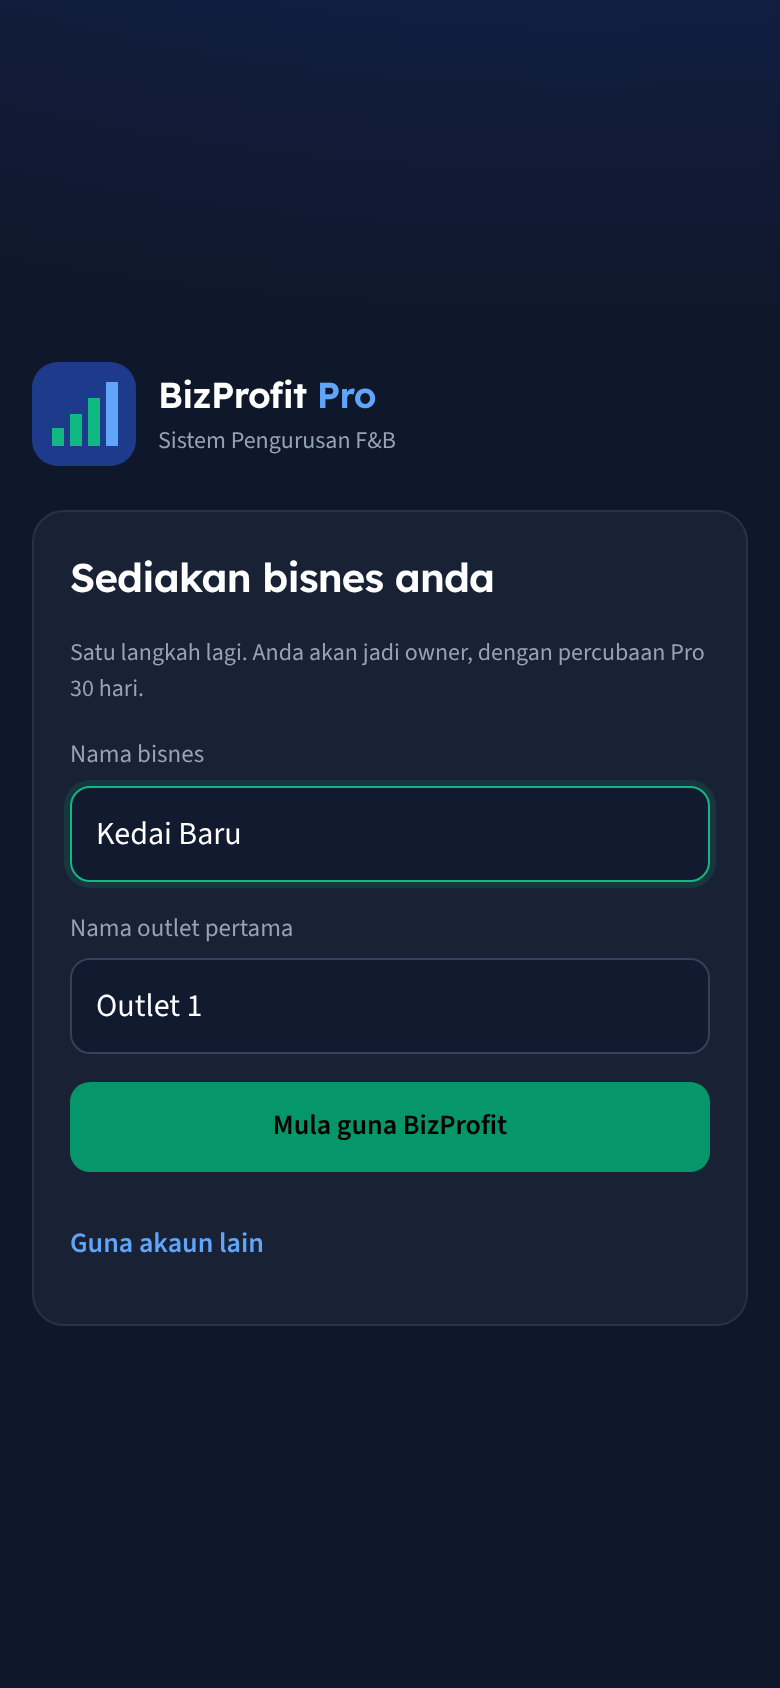 BizProfit Pro
Sistem Pengurusan F&B
Sediakan bisnes anda
Satu langkah lagi. Anda akan jadi owner, dengan percubaan Pro
30 hari.
Nama bisnes
Kedai Baru
Nama outlet pertama
Outlet 1
Mula guna BizProfit
Guna akaun lain